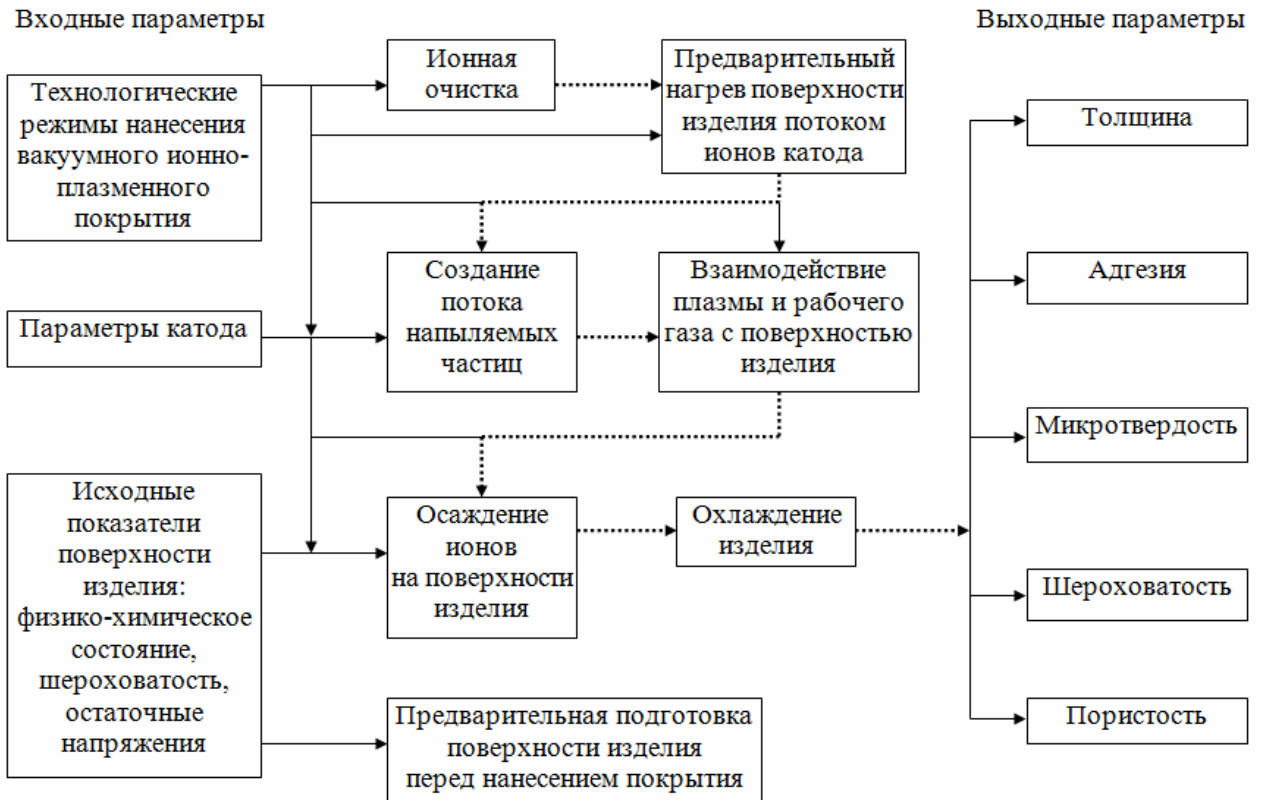 Входные параметры
Выходные параметры
Технологические
режимы нанесения
вакуумного ионно-
плазменного
покрытия
Ионная
очистка
Предварительный
нагрев поверхности
изделия потоком
ионов катода
Толщина
Параметры катода
Создание
потока
напыляемых
частиц
Взаимодействие
плазмы и рабочего
газа с поверхностью
изделия
Адгезия
Микротвердость
Исходные
показатели
поверхности
изделия:
физико-химическое
состояние,
шероховатость,
остаточные
напряжения
Осаждение
ионов
на поверхности
изделия
Охлаждение
изделия
Шероховатость
Предварительная подготовка
поверхности изделия
перед нанесением покрытия
Пористость